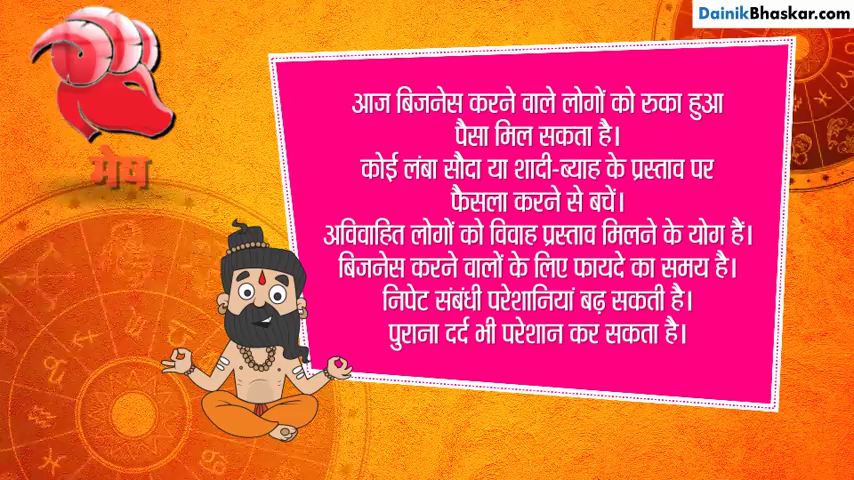 DainikBhaskar.com
मेष
आज बिजनेस करने वाले लोगों को रुका हुआ
पैसा मिल सकता है।
कोई लंबा सौदा या शादी-ब्याह के प्रस्ताव पर
फैसला करने से बचें।
अविवाहित लोगों को विवाह प्रस्ताव मिलने के योग हैं।
बिजनेस करने वालों के लिए फायदे का समय है।
निपेट संबंधी परेशानियां बढ़ सकती है।
पुराना दर्द भी परेशान कर सकता है।